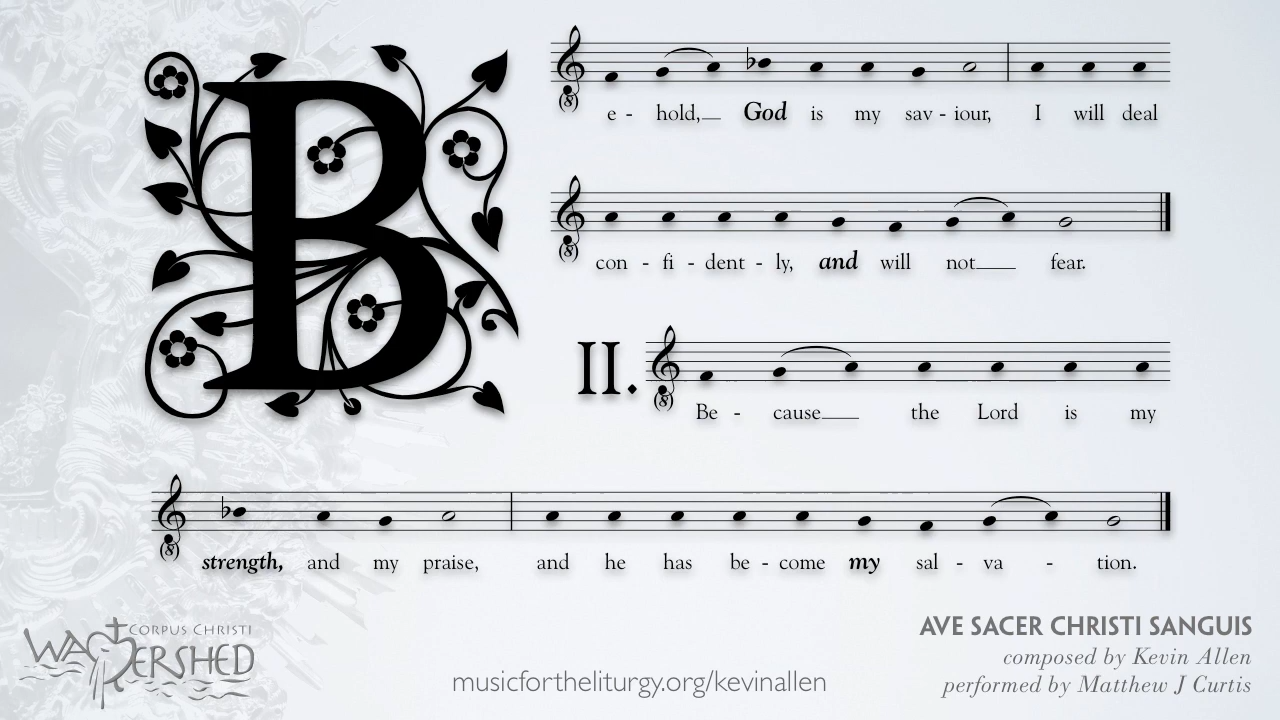 B
e - hold, God is my sav - iour, I will deal
con - fi - dent - ly, and will not fear.
II.
Be - cause the Lord is my
strength, and my praise, and he has be - come my sal - va - tion.
CORPUS CHRISTI
WATERSHED
musicfortheliturgy.org/kevinallen
AVE SACER CHRISTI SANGUIS
composed by Kevin Allen
performed by Matthew J Curtis